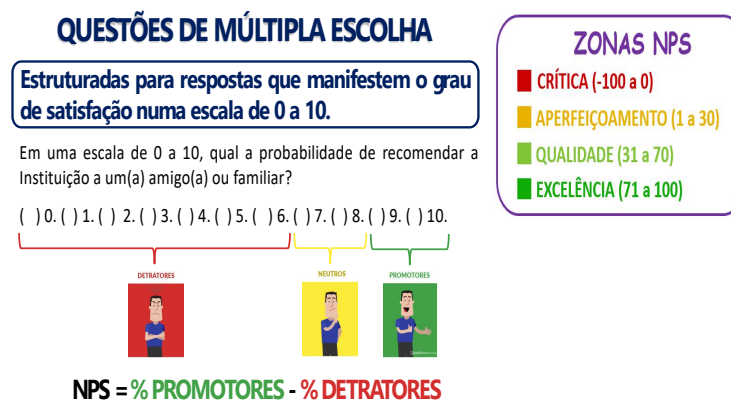 QUESTÕES DE MÚLTIPLA ESCOLHA
Estruturadas para respostas que manifestem o grau
de satisfação numa escala de 0 a 10.
Em uma escala de 0 a 10, qual a probabilidade de recomendar a
Instituição a um(a) amigo(a) ou familiar?
( ) 0. ( ) 1. ( ) 2. ( ) 3. ( ) 4. ( ) 5. ( ) 6. ( ) 7. ( ) 8. ( ) 9. ( ) 10.
DETRATORES
NEUTROS
PROMOTORES
NPS = % PROMOTORES - % DETRATORES
ZONAS NPS
CRÍTICA (-100 a 0)
APERFEIÇOAMENTO (1 a 30)
QUALIDADE (31 a 70)
EXCELÊNCIA (71 a 100)